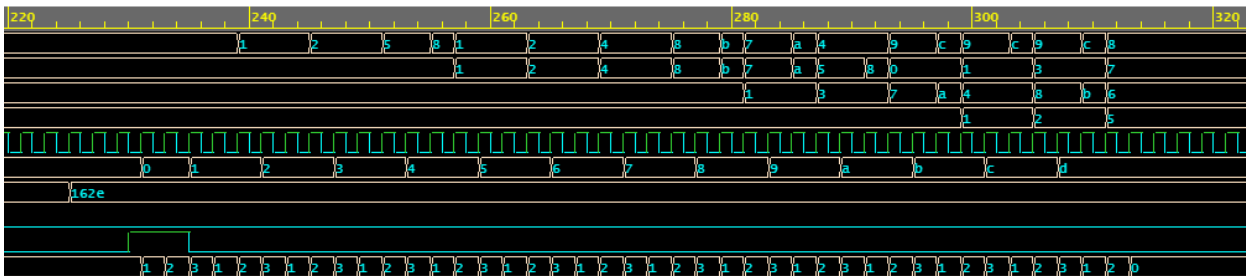 220 240 260 280 300 320
1 2 5 8 1 2 4 8 b 7 a 4 9 c 9 c 9 c 8
1 2 4 8 b 7 a 5 8 0 1 3 7
1 3 7 a 4 8 b 6
1 2 5
0 1 2 3 4 5 6 7 8 9 a b c d
162e
1 2 3 1 2 3 1 2 3 1 2 3 1 2 3 1 2 3 1 2 3 1 2 3 1 2 3 1 2 3 1 2 3 1 2 3 1 2 3 1 2 0